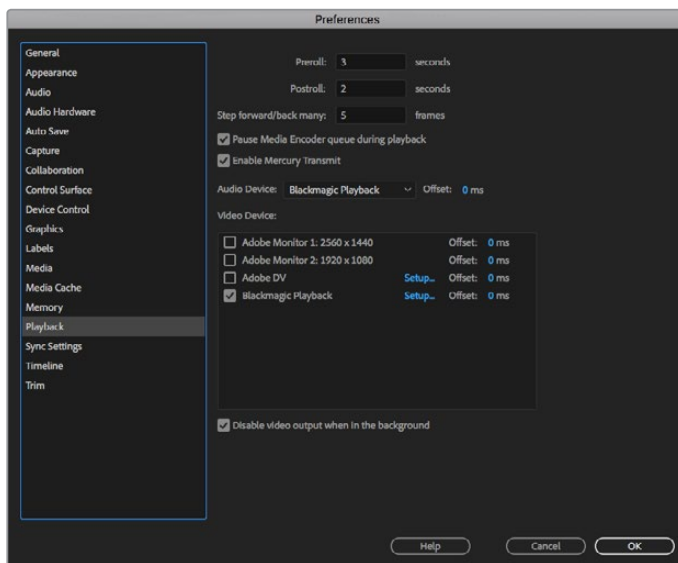 Preferences
General
Appearance
Audio
Audio Hardware
Auto Save
Capture
Collaboration
Control Surface
Device Control
Graphics
Labels
Media
Media Cache
Memory
Playback
Sync Settings
Timeline
Trim
Preroll: 3 seconds
Postroll: 2 seconds
Step forward/back many: 5 frames
Pause Media Encoder queue during playback
Enable Mercury Transmit
Audio Device: Blackmagic Playback Offset: 0 ms
Video Device:
Adobe Monitor 1: 2560 x 1440 Offset: 0 ms
Adobe Monitor 2: 1920 x 1080 Offset: 0 ms
Adobe DV Setup... Offset: 0 ms
Blackmagic Playback Setup... Offset: 0 ms
Disable video output when in the background
Help Cancel OK